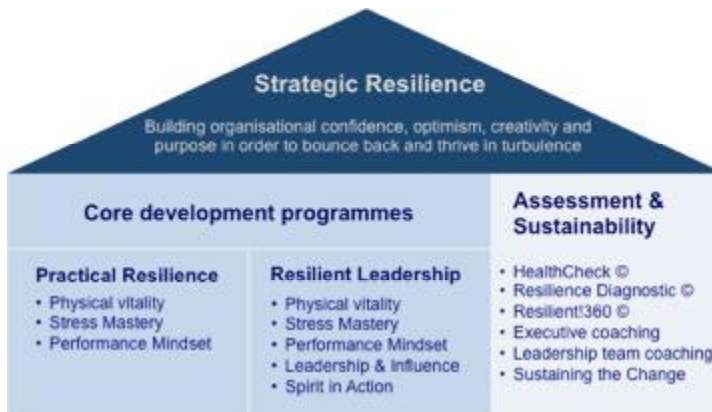 Strategic Resilience
Building organisational confidence, optimism, creativity and
purpose in order to bounce back and thrive in turbulence
Core development programmes
Practical Resilience
• Physical vitality
• Stress Mastery
• Performance Mindset
Resilient Leadership
• Physical vitality
• Stress Mastery
• Performance Mindset
• Leadership & Influence
• Spirit in Action
Assessment &
Sustainability
• HealthCheck ©
• Resilience Diagnostic ©
• Resilient!360 ©
• Executive coaching
• Leadership team coaching
• Sustaining the Change